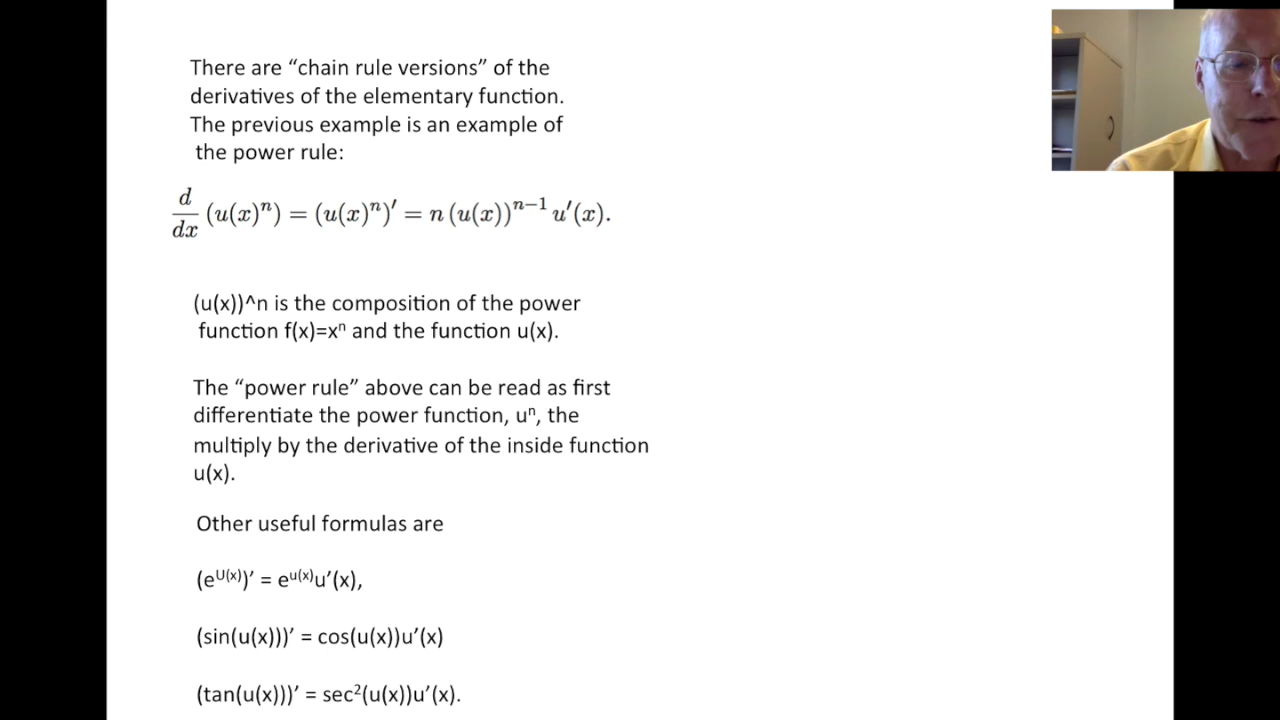 There are “chain rule versions” of the
derivatives of the elementary function.
The previous example is an example of
the power rule:
d/dx (u(x)ⁿ) = (u(x)ⁿ)′ = n (u(x))ⁿ⁻¹ u′(x).
(u(x))^n is the composition of the power
function f(x)=xⁿ and the function u(x).
The “power rule” above can be read as first
differentiate the power function, uⁿ, the
multiply by the derivative of the inside function
u(x).
Other useful formulas are
(e^U(x))’ = e^u(x)u’(x),
(sin(u(x)))’ = cos(u(x))u’(x)
(tan(u(x)))’ = sec²(u(x))u’(x).